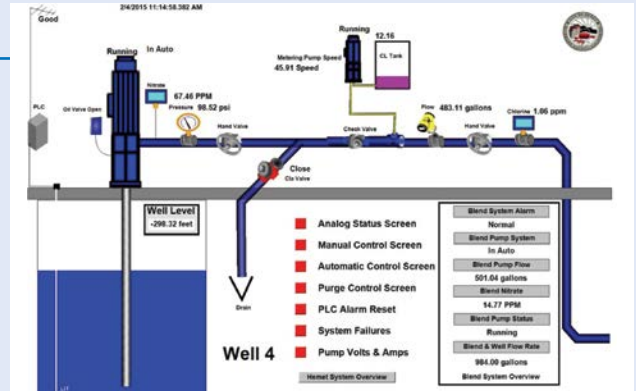 2/4/2015 11:14:58.382 AM
Good
Running
In Auto
Running
12.16
Metering Pump Speed
45.91 Speed
CL Tank
Nitrate
67.46 PPM
Oil Valve Open
Pressure
98.52 psi
PLC
Hand Valve
Check Valve
Flow
483.11 gallons
Hand Valve
Chlorine
1.06 ppm
Close
Cla Valve
Well Level
-298.32 feet
Drain
Analog Status Screen
Manual Control Screen
Automatic Control Screen
Purge Control Screen
PLC Alarm Reset
System Failures
Pump Volts & Amps
Well 4
Hemet System Overview
Blend System Alarm
Normal
Blend Pump System
In Auto
Blend Pump Flow
501.04 gallons
Blend Nitrate
14.77 PPM
Blend Pump Status
Running
Blend & Well Flow Rate
984.00 gallons
Blend System Overview